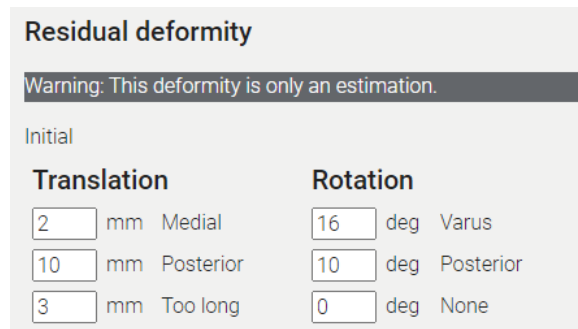 Residual deformity
Warning: This deformity is only an estimation.
Initial
Translation Rotation
2 mm Medial 16 deg Varus
10 mm Posterior 10 deg Posterior
3 mm Too long 0 deg None